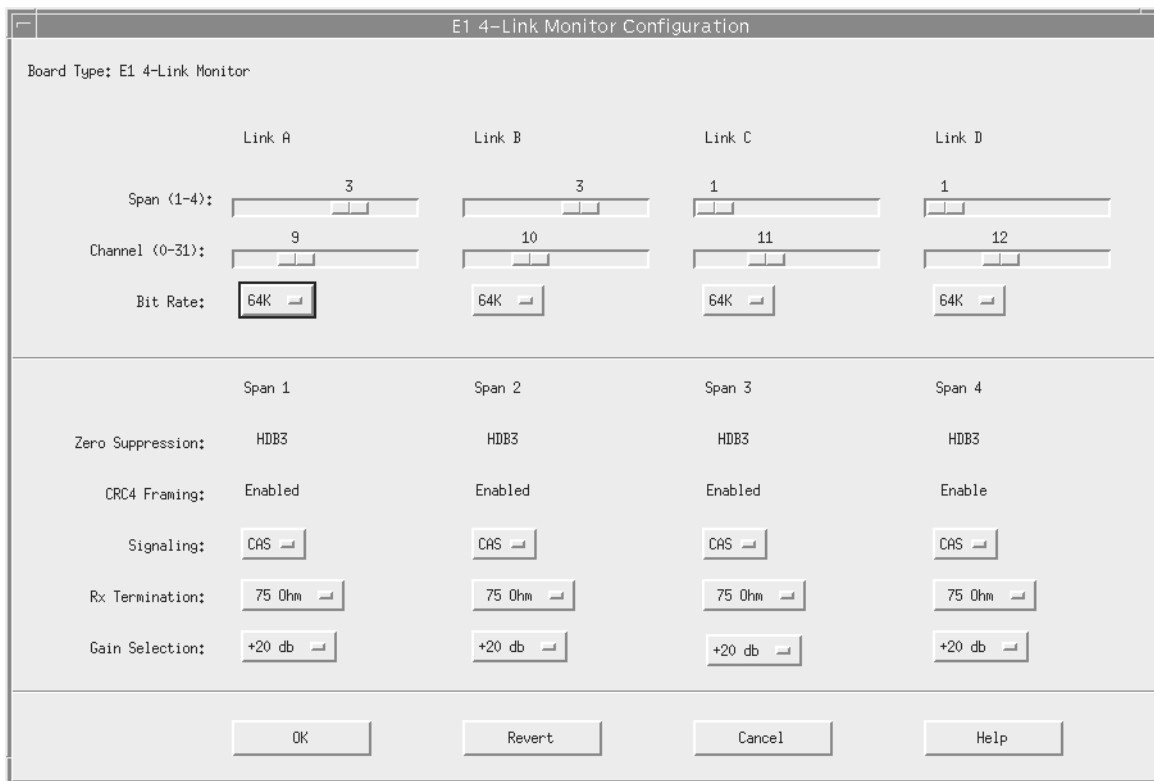 E1 4-Link Monitor Configuration
Board Type: E1 4-Link Monitor
Link A Link B Link C Link D
3 3 1 1
Span (1-4):
9 10 11 12
Channel (0-31):
Bit Rate: 64K 64K 64K 64K
Span 1 Span 2 Span 3 Span 4
Zero Suppression: HDB3 HDB3 HDB3 HDB3
CRC4 Framing: Enabled Enabled Enabled Enable
Signaling: CAS CAS CAS CAS
Rx Termination: 75 Ohm 75 Ohm 75 Ohm 75 Ohm
Gain Selection: +20 db +20 db +20 db +20 db
OK Revert Cancel Help